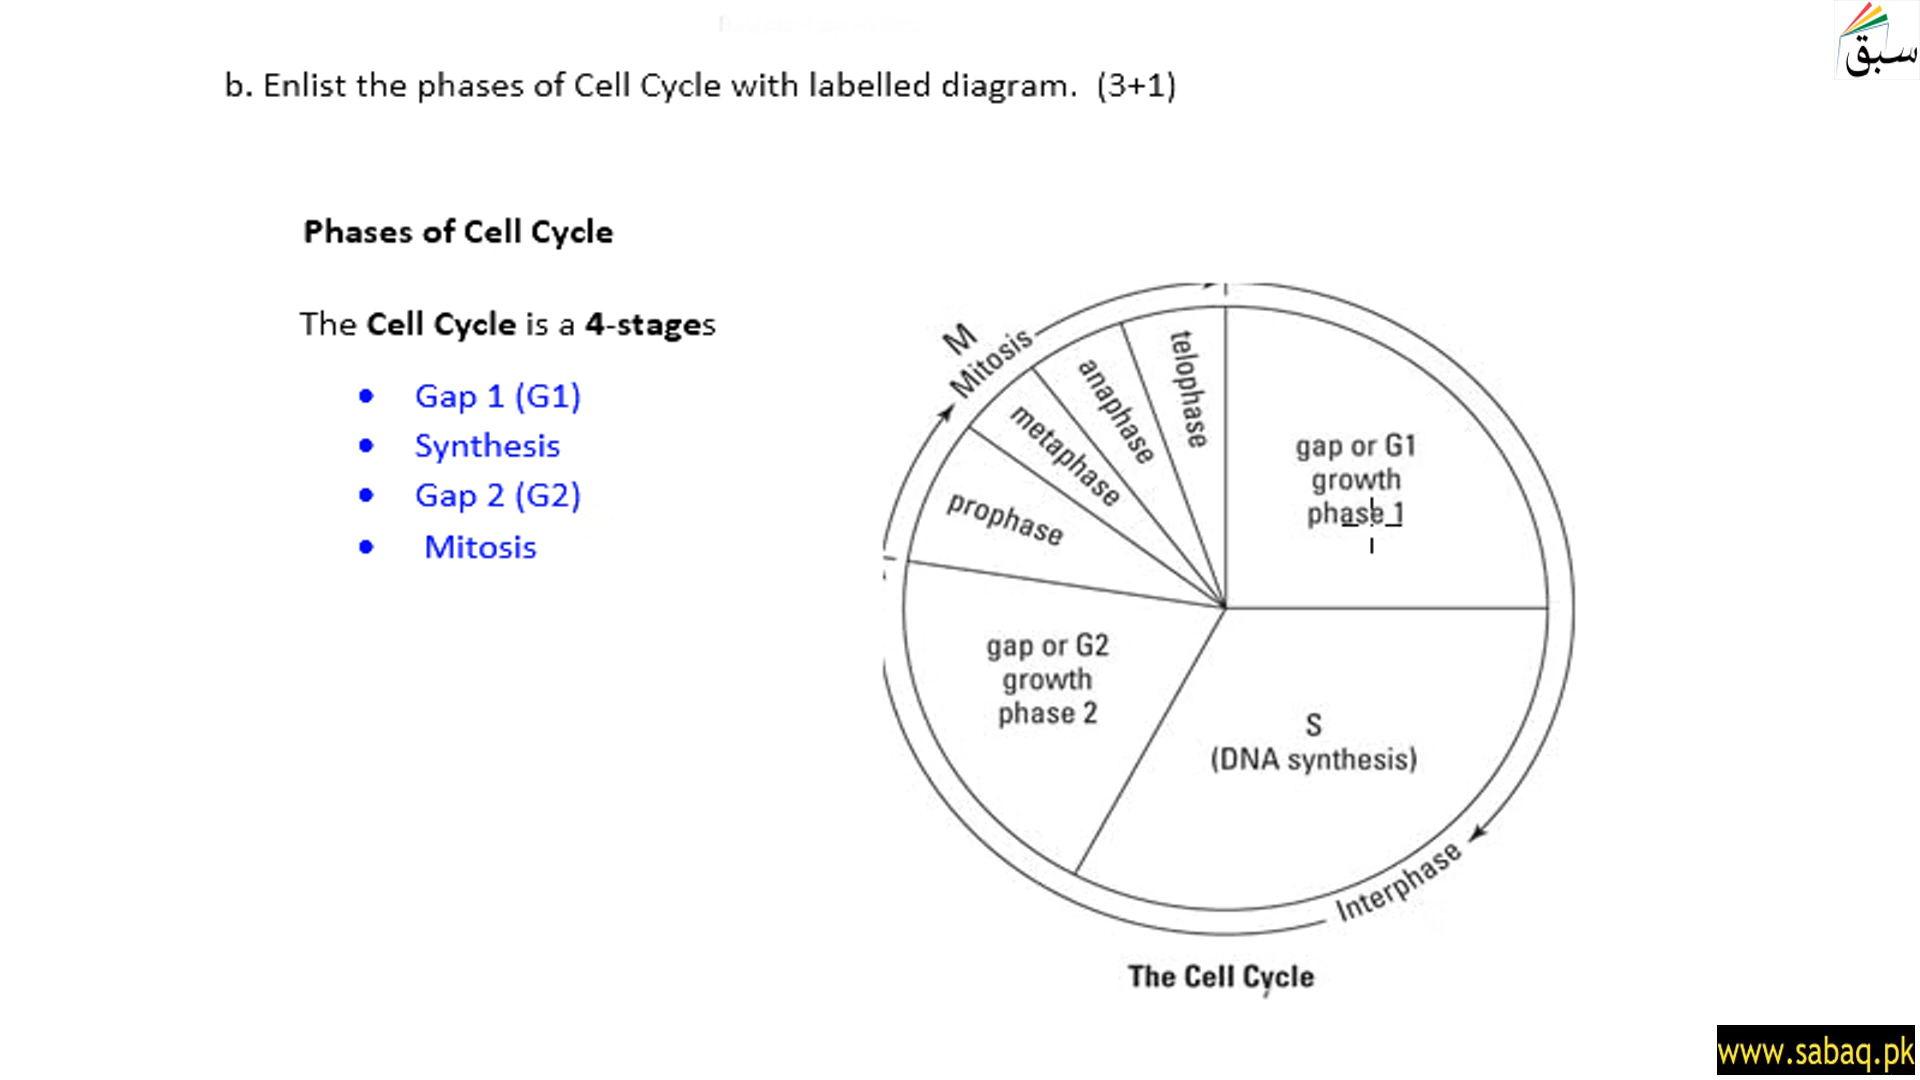 b. Enlist the phases of Cell Cycle with labelled diagram. (3+1)
سبق
Phases of Cell Cycle
The Cell Cycle is a 4-stages
• Gap 1 (G1)
• Synthesis
• Gap 2 (G2)
• Mitosis
M
Mitosis
telophase
anaphase
metaphase
prophase
gap or G1
growth
phase 1
gap or G2
growth
phase 2
S
(DNA synthesis)
Interphase
The Cell Cycle
www.sabaq.pk